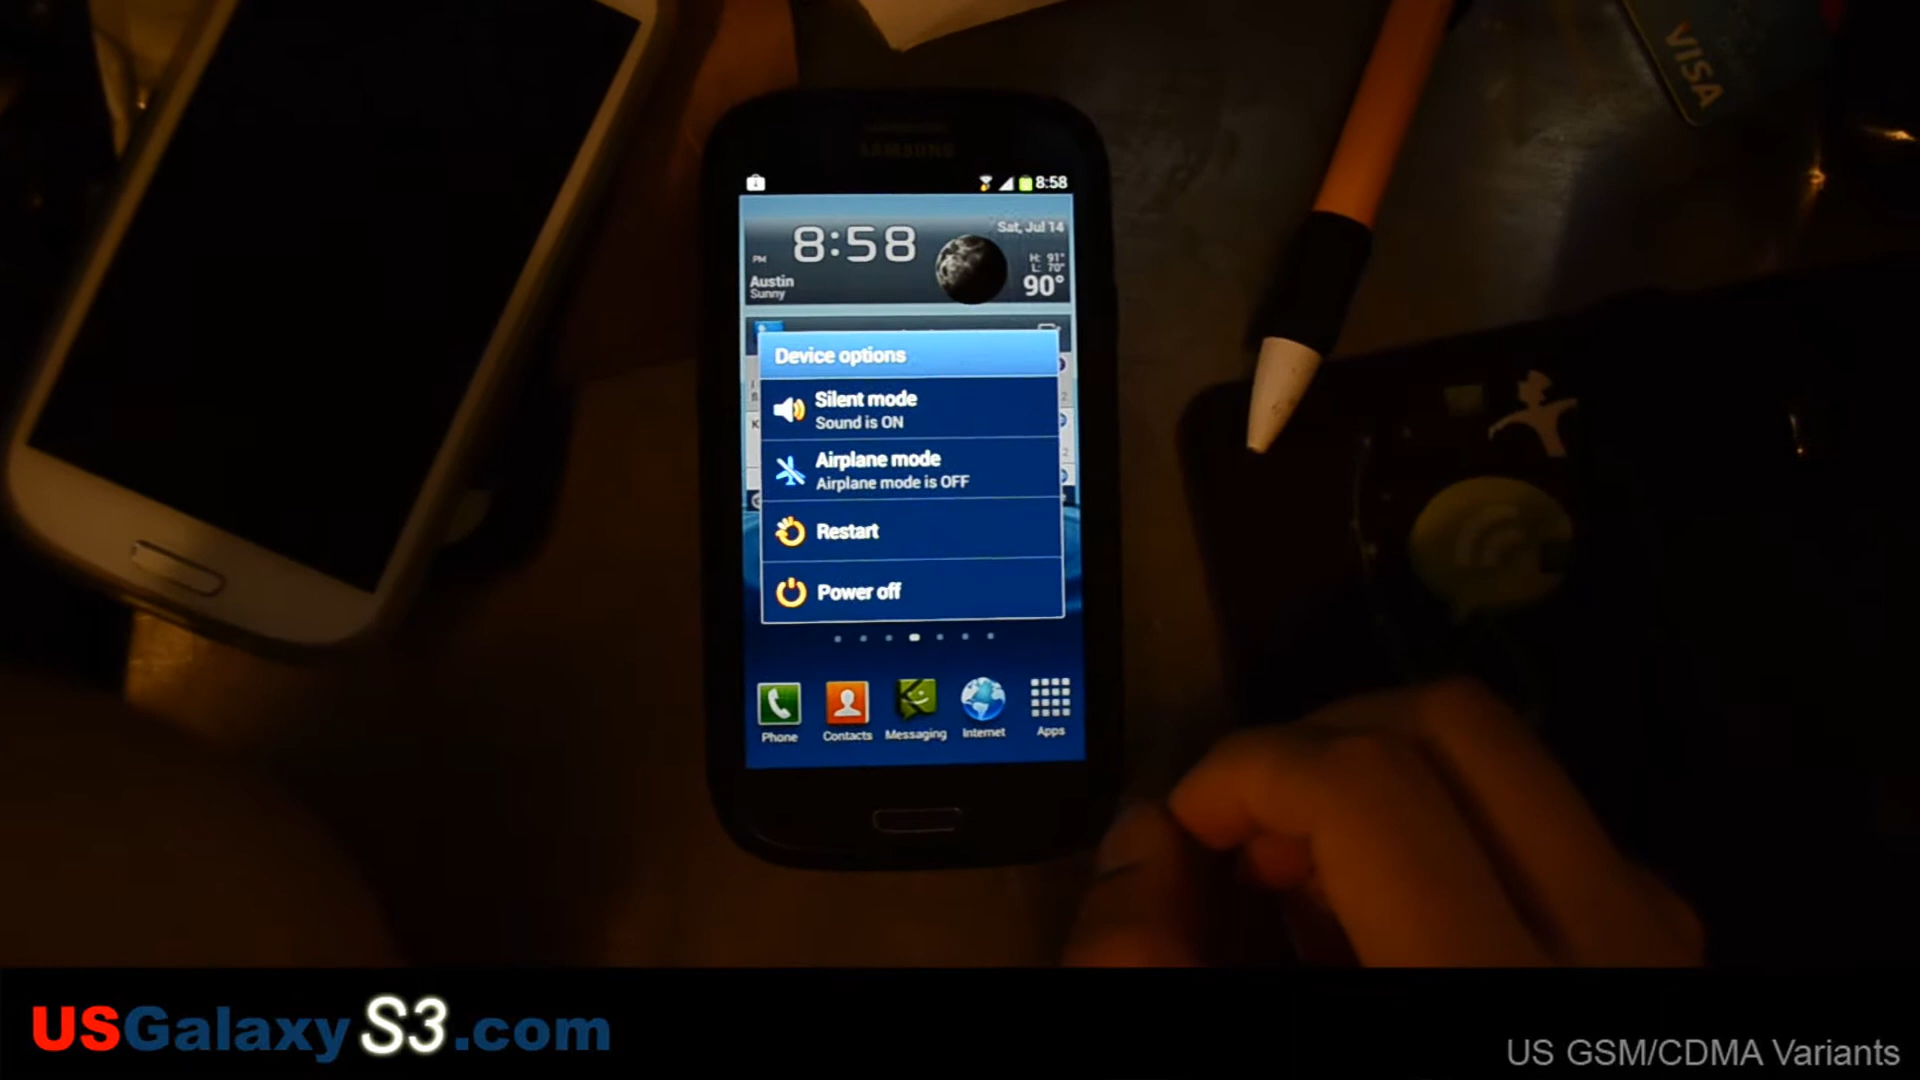 VISA
SAMSUNG
8:58
8:58
Sat, Jul 14
PM
H: 91°
L: 70°
Austin
Sunny
90°
Device options
Silent mode
Sound is ON
Airplane mode
Airplane mode is OFF
Restart
Power off
Phone
Contacts
Messaging
Internet
Apps
USGalaxyS3.com
US GSM/CDMA Variants